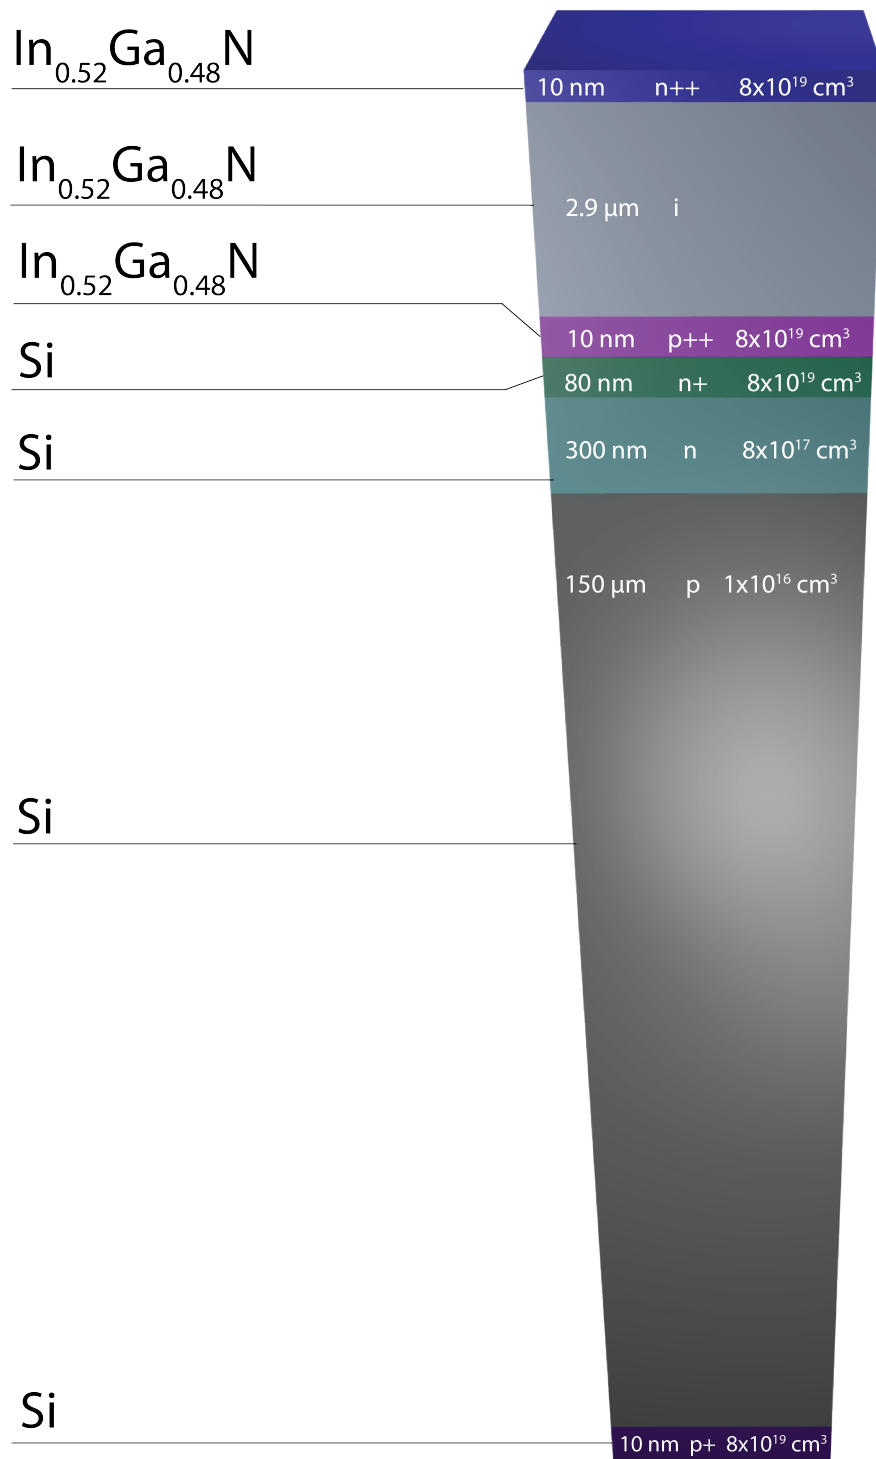 In₀.₅₂Ga₀.₄₈N
10 nm n++ 8x10¹⁹ cm³
In₀.₅₂Ga₀.₄₈N
2.9 µm i
In₀.₅₂Ga₀.₄₈N
10 nm p++ 8x10¹⁹ cm³
Si
80 nm n+ 8x10¹⁹ cm³
Si
300 nm n 8x10¹⁷ cm³
150 µm p 1x10¹⁶ cm³
Si
Si
10 nm p+ 8x10¹⁹ cm³